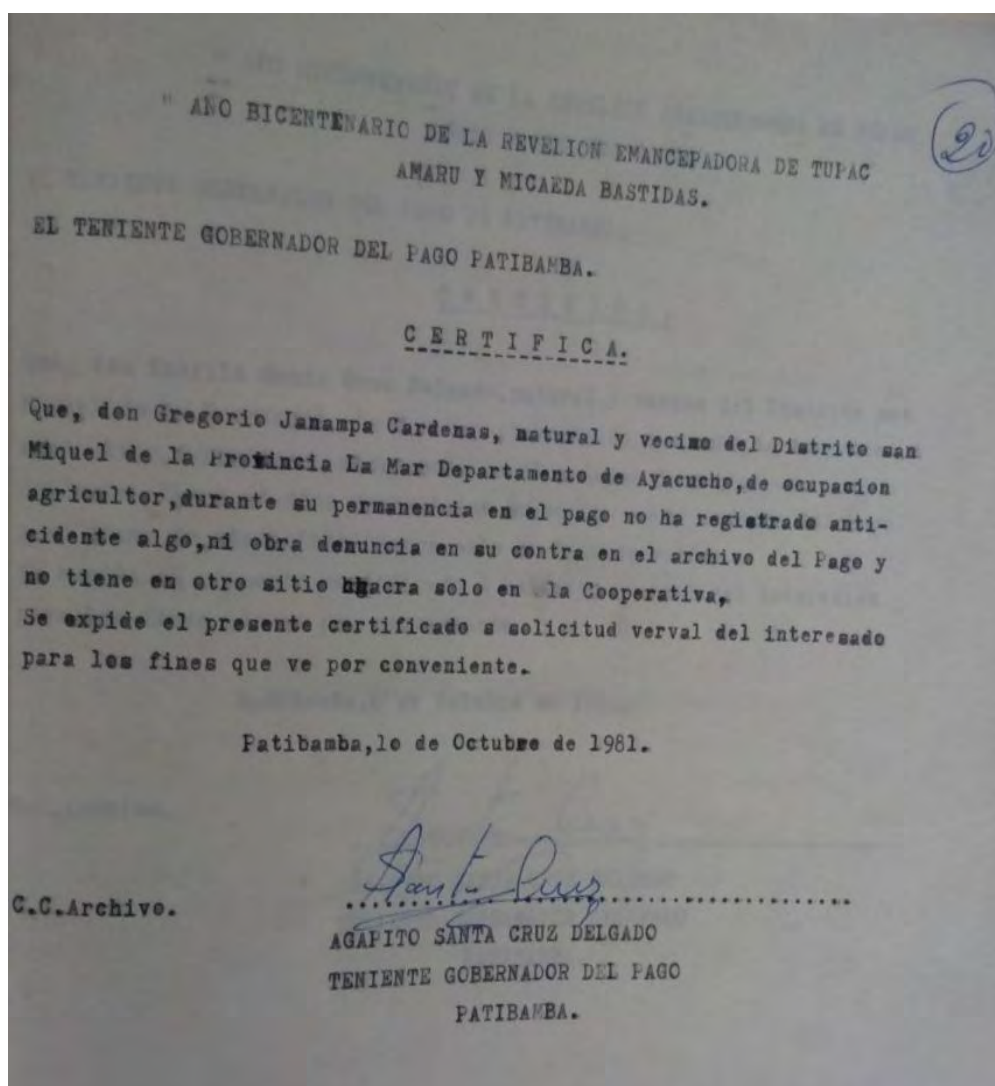 " AÑO BICENTENARIO DE LA REVELION EMANCEPADORA DE TUPAC
AMARU Y MICAEDA BASTIDAS.
20
EL TENIENTE GOBERNADOR DEL PAGO PATIBAMBA.
C E R T I F I C A.
Que, don Gregorio Janampa Cardenas, natural y vecino del Distrito san
Miquel de la Provincia La Mar Departamento de Ayacucho,de ocupacion
agricultor,durante su permanencia en el pago no ha registrado anti-
cidente algo,ni obra denuncia en su contra en el archivo del Pago y
no tiene en otro sitio chacra solo en la Cooperativa,
Se expide el presente certificado a solicitud verval del interesado
para los fines que ve por conveniente.
Patibamba,1o de Octubre de 1981.
Santa Cruz
C.C.Archivo.
AGAPITO SANTA CRUZ DELGADO
TENIENTE GOBERNADOR DEL PAGO
PATIBAMBA.